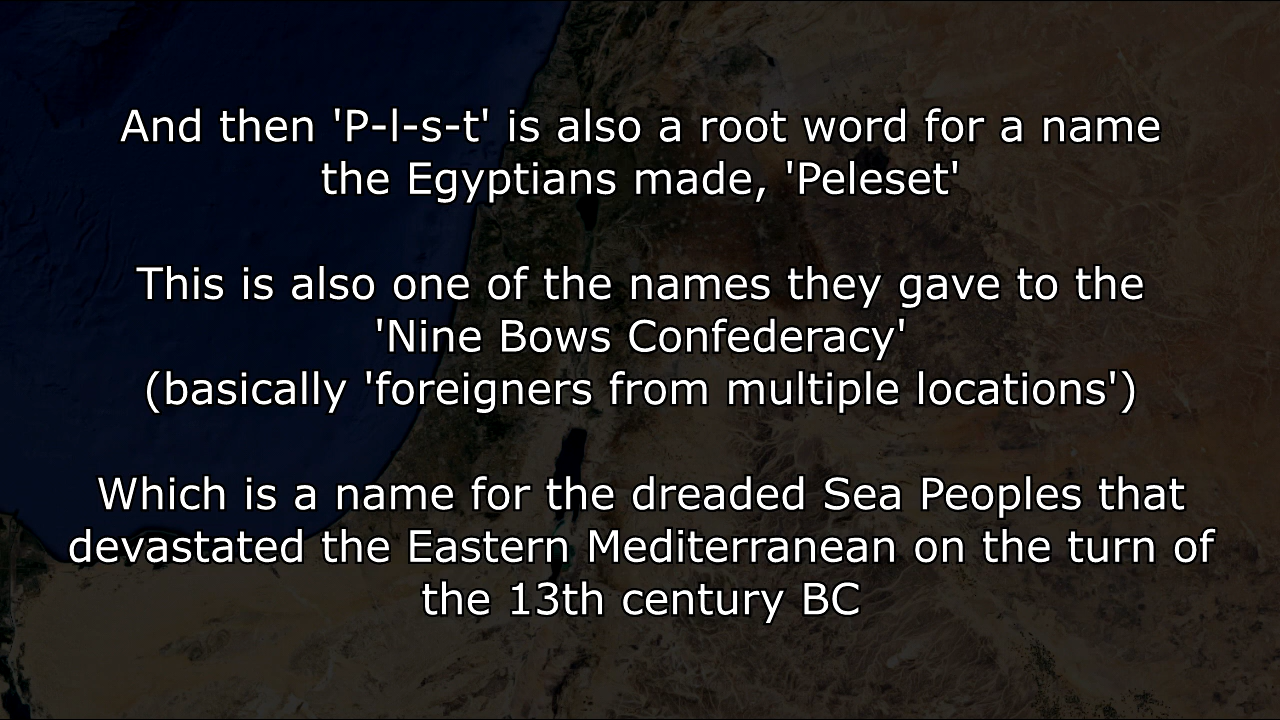 And then 'P-l-s-t' is also a root word for a name
the Egyptians made, 'Peleset'
This is also one of the names they gave to the
'Nine Bows Confederacy'
(basically 'foreigners from multiple locations')
Which is a name for the dreaded Sea Peoples that
devastated the Eastern Mediterranean on the turn of
the 13th century BC